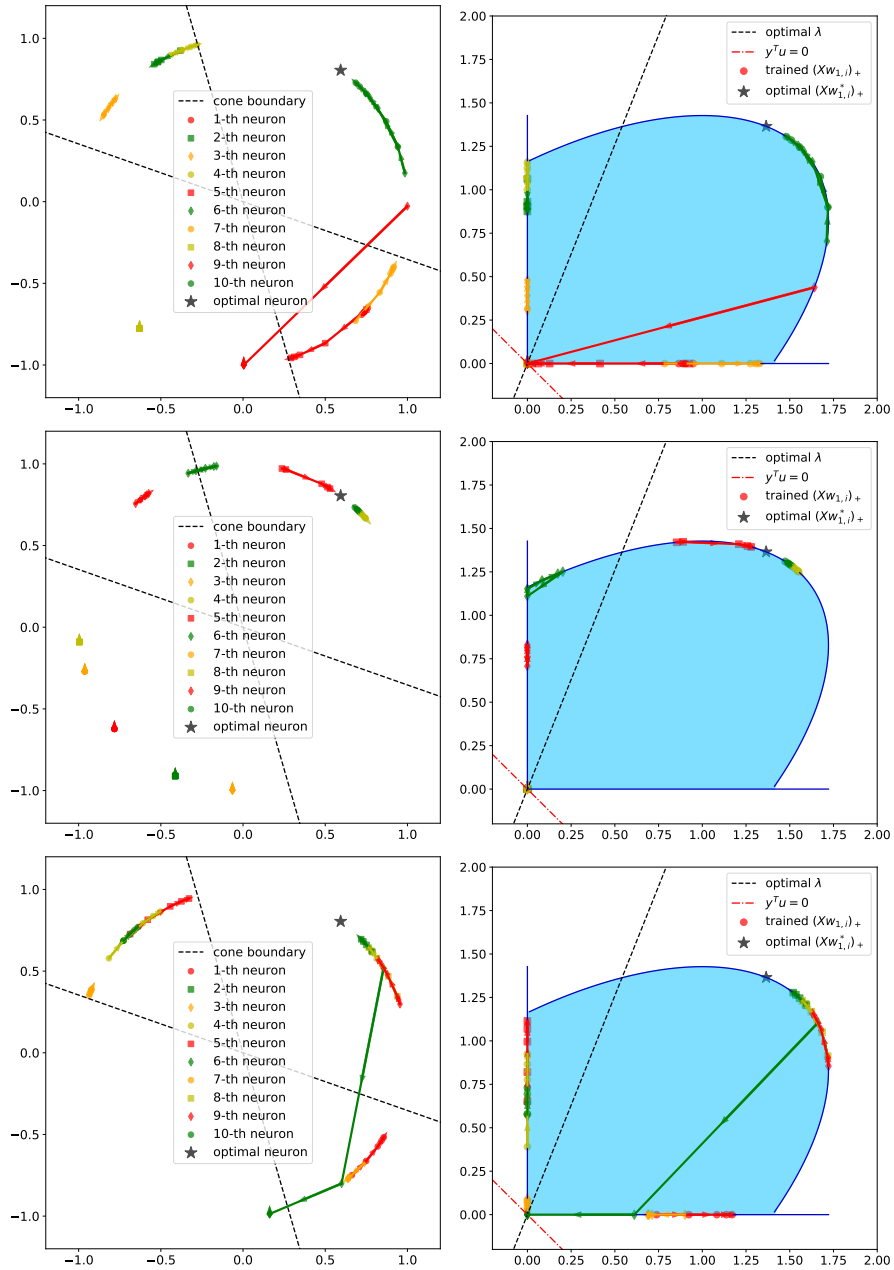 1.0
0.5
0.0
−0.5
−1.0
−1.0 −0.5 0.0 0.5 1.0
cone boundary
1-th neuron
2-th neuron
3-th neuron
4-th neuron
5-th neuron
6-th neuron
7-th neuron
8-th neuron
9-th neuron
10-th neuron
optimal neuron
2.00
1.75
1.50
1.25
1.00
0.75
0.50
0.25
0.00
0.00 0.25 0.50 0.75 1.00 1.25 1.50 1.75 2.00
optimal λ
$y^T u = 0$
trained $(Xw_{1,i})_+$
optimal $(Xw^*_{1,i})_+$
1.0
0.5
0.0
−0.5
−1.0
−1.0 −0.5 0.0 0.5 1.0
cone boundary
1-th neuron
2-th neuron
3-th neuron
4-th neuron
5-th neuron
6-th neuron
7-th neuron
8-th neuron
9-th neuron
10-th neuron
optimal neuron
2.00
1.75
1.50
1.25
1.00
0.75
0.50
0.25
0.00
0.00 0.25 0.50 0.75 1.00 1.25 1.50 1.75 2.00
optimal λ
$y^T u = 0$
trained $(Xw_{1,i})_+$
optimal $(Xw^*_{1,i})_+$
1.0
0.5
0.0
−0.5
−1.0
−1.0 −0.5 0.0 0.5 1.0
cone boundary
1-th neuron
2-th neuron
3-th neuron
4-th neuron
5-th neuron
6-th neuron
7-th neuron
8-th neuron
9-th neuron
10-th neuron
optimal neuron
2.00
1.75
1.50
1.25
1.00
0.75
0.50
0.25
0.00
0.00 0.25 0.50 0.75 1.00 1.25 1.50 1.75 2.00
optimal λ
$y^T u = 0$
trained $(Xw_{1,i})_+$
optimal $(Xw^*_{1,i})_+$